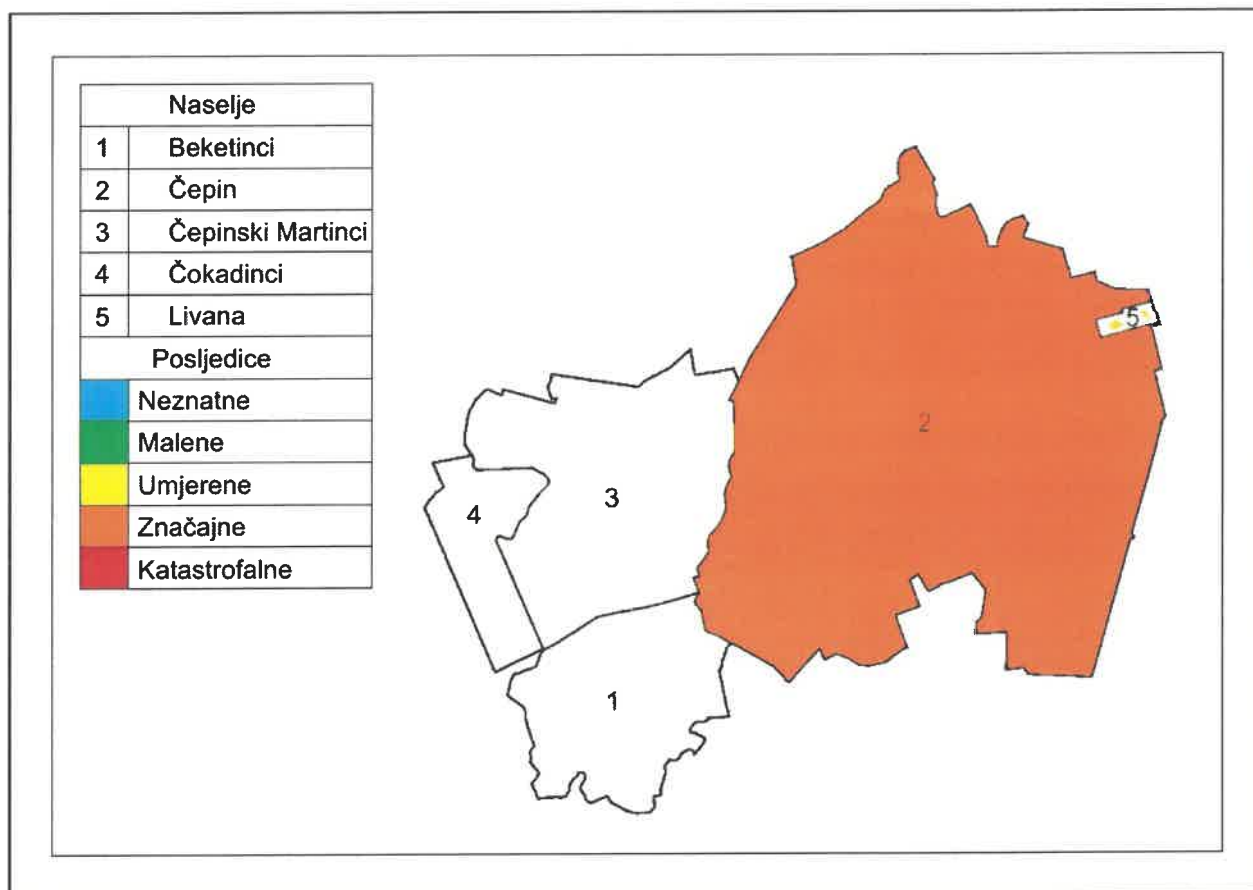 Naselje
1 Beketinci
2 Čepin
3 Čepinski Martinci
4 Čokadinci
5 Livana
Posljedice
Neznatne
Malene
Umjerene
Značajne
Katastrofalne
5
2
3
4
1